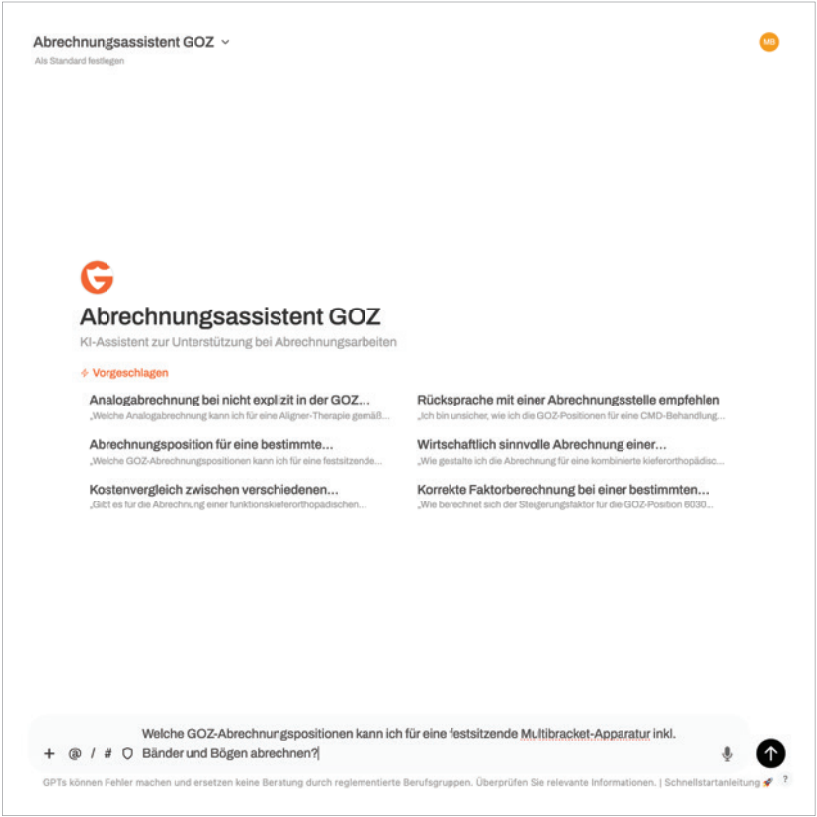 Abrechnungsassistent GOZ
MB
Als Standard festlegen
Abrechnungsassistent GOZ
KI-Assistent zur Unterstützung bei Abrechnungsarbeiten
Vorgeschlagen
Analogabrechnung bei nicht explizit in der GOZ...
„Welche Analogabrechnung kann ich für eine Aligner-Therapie gemäß...
Rücksprache mit einer Abrechnungsstelle empfehlen
„Ich bin unsicher, wie ich die GOZ-Positionen für eine CMD-Behandlung...
Abrechnungsposition für eine bestimmte...
„Welche GOZ-Abrechnungspositionen kann ich für eine festsitzende...
Wirtschaftlich sinnvolle Abrechnung einer...
„Wie gestalte ich die Abrechnung für eine kombinierte kieferorthopädisc...
Kostenvergleich zwischen verschiedenen...
„Gibt es für die Abrechnung einer funktionskieferorthopädischen...
Korrekte Faktorberechnung bei einer bestimmten...
„Wie berechnet sich der Steigerungsfaktor für die GOZ-Position 6030...
Welche GOZ-Abrechnungspositionen kann ich für eine festsitzende Multibracket-Apparatur inkl.
+ @ / # Bänder und Bögen abrechnen?
GPTs können Fehler machen und ersetzen keine Beratung durch reglementierte Berufsgruppen. Überprüfen Sie relevante Informationen. | Schnellstartanleitung 🚀 ?